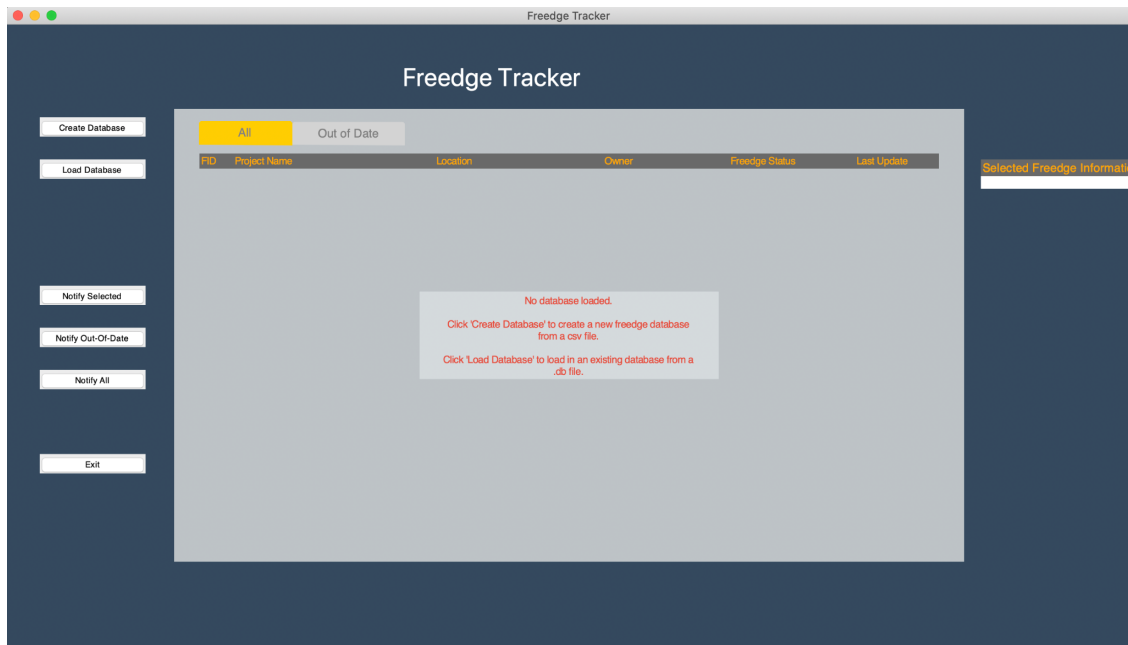 Freedge Tracker
Freedge Tracker
Create Database
Load Database
Notify Selected
Notify Out-Of-Date
Notify All
Exit
All Out of Date
FID Project Name Location Owner Freedge Status Last Update
No database loaded.
Click 'Create Database' to create a new freedge database
from a csv file.
Click 'Load Database' to load in an existing database from a
.db file.
Selected Freedge Informati